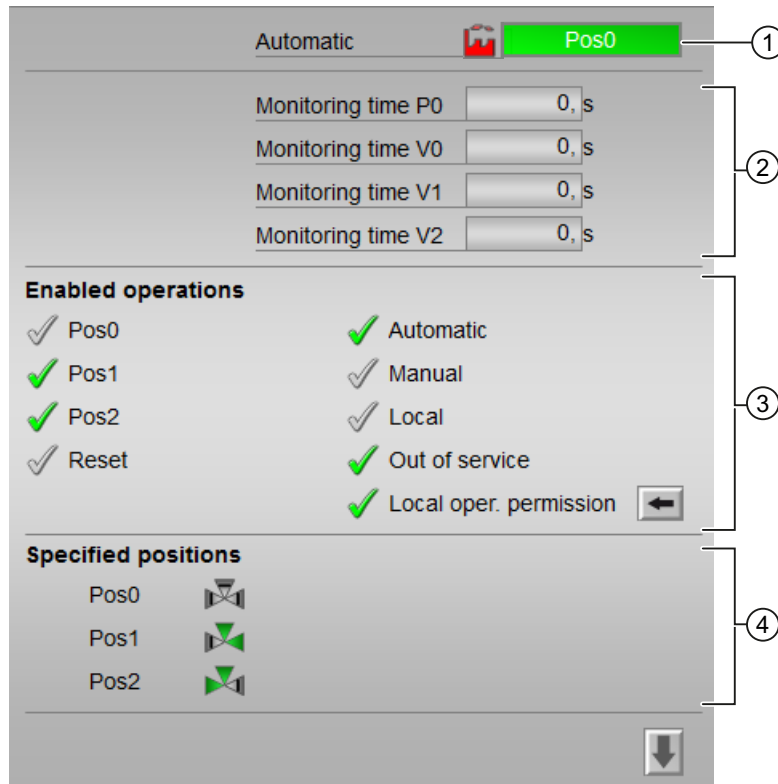 Automatic Pos0 1
Monitoring time P0 0, s
Monitoring time V0 0, s
2
Monitoring time V1 0, s
Monitoring time V2 0, s
Enabled operations
Pos0 Automatic
Pos1 Manual
3
Pos2 Local
Reset Out of service
Local oper. permission
Specified positions
Pos0
Pos1 4
Pos2